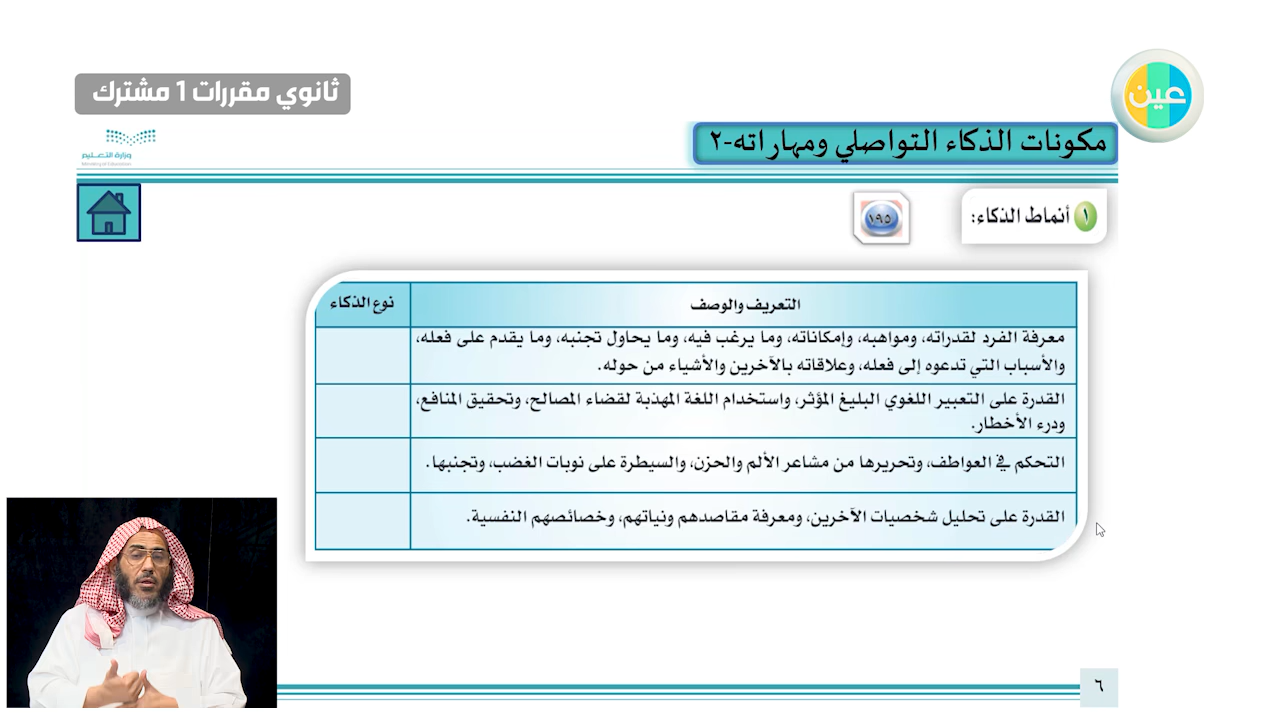 ثانوي مقررات 1 مشترك
عين
مكونات الذكاء التواصلي ومهاراته-٢
وزارة التعليم
Ministry of Education
١ أنماط الذكاء:
١٩٥
التعريف والوصف
نوع الذكاء
معرفة الفرد لقدراته، ومواهبه، وإمكاناته، وما يرغب فيه، وما يحاول تجنبه، وما يقدم على فعله،
والأسباب التي تدعوه إلى فعله، وعلاقاته بالآخرين والأشياء من حوله.
القدرة على التعبير اللغوي البليغ المؤثر، واستخدام اللغة المهذبة لقضاء المصالح، وتحقيق المنافع،
ودرء الأخطار.
التحكم في العواطف، وتحريرها من مشاعر الألم والحزن، والسيطرة على نوبات الغضب، وتجنبها.
القدرة على تحليل شخصيات الآخرين، ومعرفة مقاصدهم ونياتهم، وخصائصهم النفسية.
٦